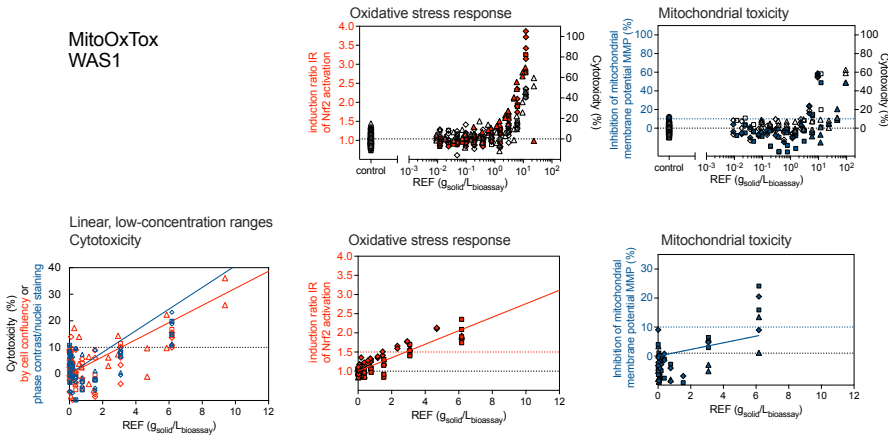 MitoOxTox
WAS1
Oxidative stress response
induction ratio IR
of Nrf2 activation
4.0
3.5
3.0
2.5
2.0
1.5
1.0
100
80
60
40
20
0
Cytotoxicity (%)
control
10-3 10-2 10-1 100 101 102 103
REF (gsolid/Lbioassay)
Mitochondrial toxicity
Inhibition of mitochondrial
membrane potential MMP (%)
100
80
60
40
20
0
100
80
60
40
20
0
Cytotoxicity (%)
control
10-3 10-2 10-1 100 101 102
REF (gsolid/Lbioassay)
Linear, low-concentration ranges
Cytotoxicity
Cytotoxicity (%)
by cell confluency or
phase contrast/nuclei staining
40
30
20
10
0
0 2 4 6 8 10 12
REF (gsolid/Lbioassay)
Oxidative stress response
induction ratio IR
of Nrf2 activation
4.0
3.5
3.0
2.5
2.0
1.5
1.0
0 2 4 6 8 10 12
REF (gsolid/Lbioassay)
Mitochondrial toxicity
Inhibition of mitochondrial
membrane potential MMP (%)
30
20
10
0
0 2 4 6 8 10 12
REF (gsolid/Lbioassay)